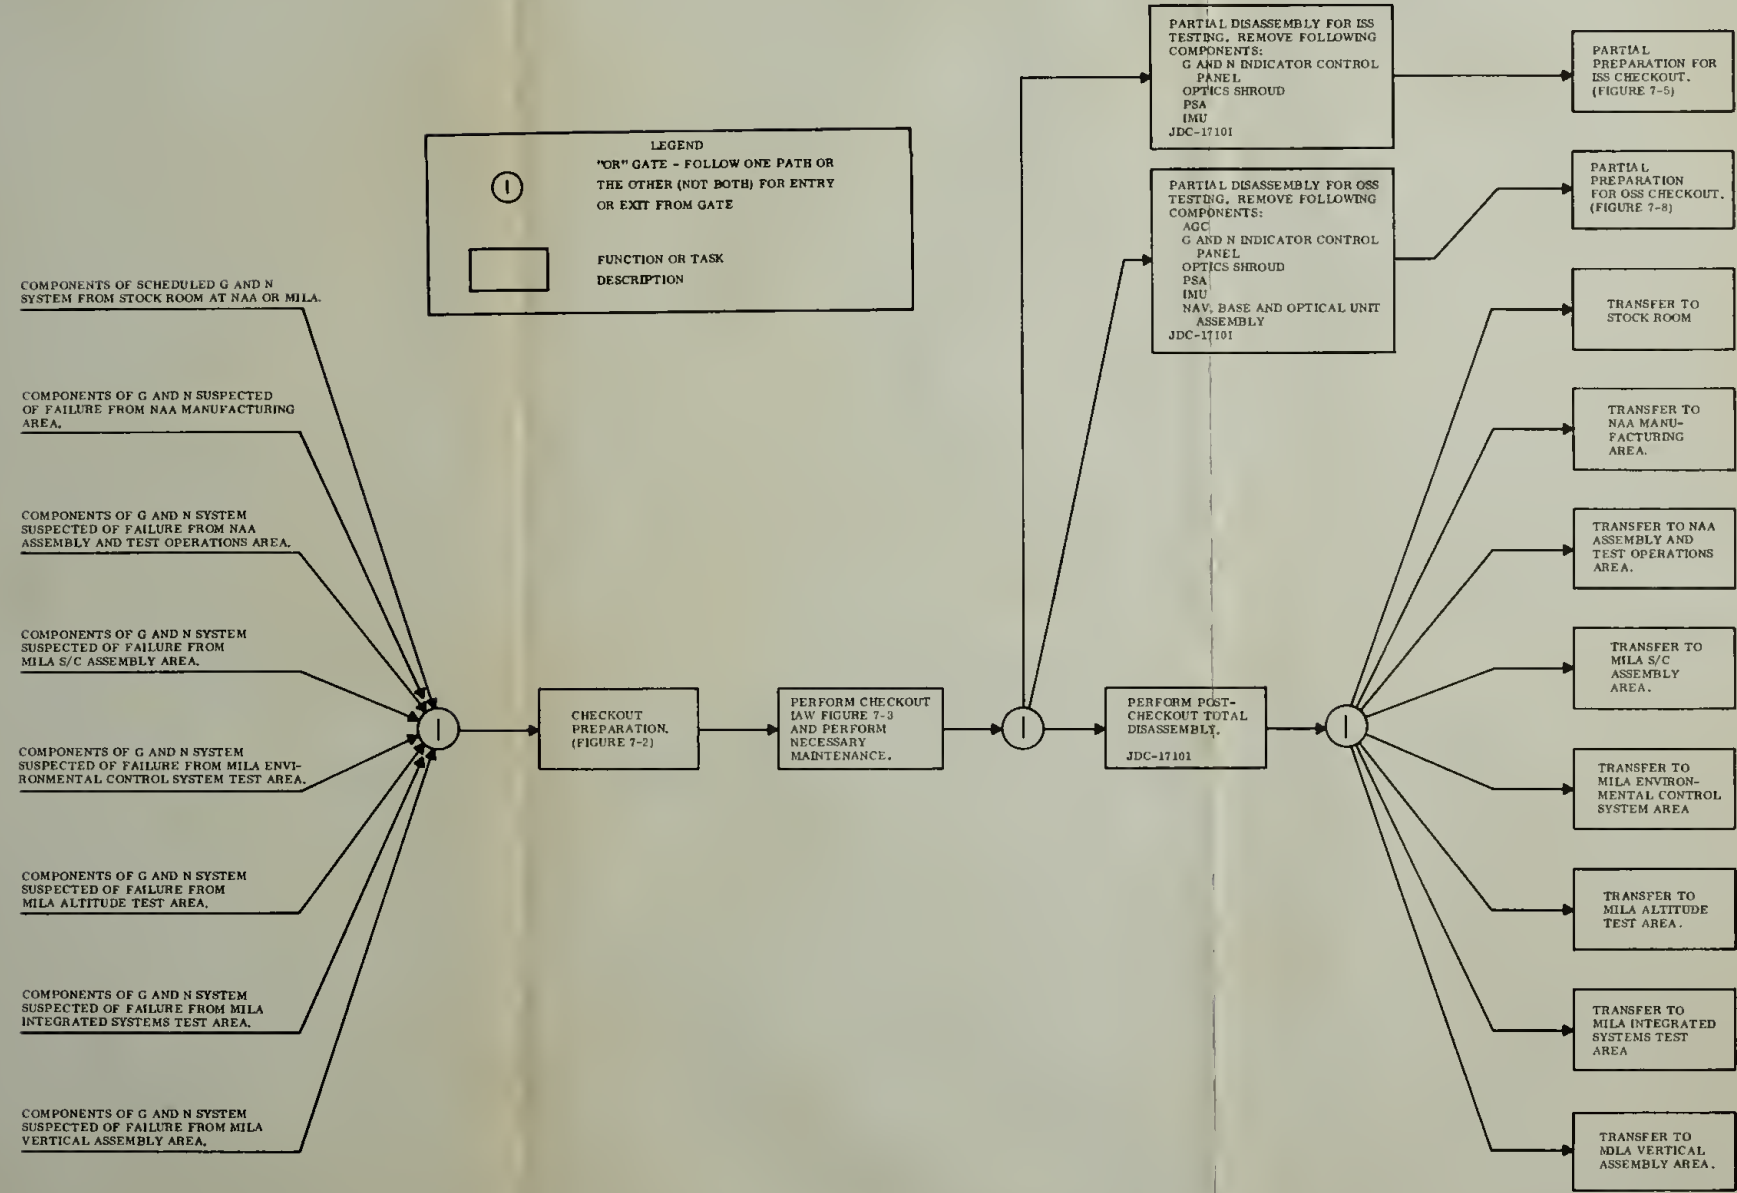 LEGEND
"OR" GATE - FOLLOW ONE PATH OR
THE OTHER (NOT BOTH) FOR ENTRY
OR EXIT FROM GATE
FUNCTION OR TASK
DESCRIPTION
COMPONENTS OF SCHEDULED G AND N
SYSTEM FROM STOCK ROOM AT NAA OR MILA.
COMPONENTS OF G AND N SUSPECTED
OF FAILURE FROM NAA MANUFACTURING
AREA.
COMPONENTS OF G AND N SYSTEM
SUSPECTED OF FAILURE FROM NAA
ASSEMBLY AND TEST OPERATIONS AREA.
COMPONENTS OF G AND N SYSTEM
SUSPECTED OF FAILURE FROM
MILA S/C ASSEMBLY AREA.
COMPONENTS OF G AND N SYSTEM
SUSPECTED OF FAILURE FROM MILA ENVI-
RONMENTAL CONTROL SYSTEM TEST AREA.
COMPONENTS OF G AND N SYSTEM
SUSPECTED OF FAILURE FROM
MILA ALTITUDE TEST AREA.
COMPONENTS OF G AND N SYSTEM
SUSPECTED OF FAILURE FROM MILA
INTEGRATED SYSTEMS TEST AREA.
COMPONENTS OF G AND N SYSTEM
SUSPECTED OF FAILURE FROM MILA
VERTICAL ASSEMBLY AREA.
CHECKOUT
PREPARATION.
(FIGURE 7-2)
PERFORM CHECKOUT
IAW FIGURE 7-3
AND PERFORM
NECESSARY
MAINTENANCE.
PARTIAL DISASSEMBLY FOR ISS
TESTING. REMOVE FOLLOWING
COMPONENTS:
G AND N INDICATOR CONTROL
PANEL
OPTICS SHROUD
PSA
IMU
JDC-17101
PARTIAL DISASSEMBLY FOR OSS
TESTING. REMOVE FOLLOWING
COMPONENTS:
AGC
G AND N INDICATOR CONTROL
PANEL
OPTICS SHROUD
PSA
IMU
NAV. BASE AND OPTICAL UNIT
ASSEMBLY
JDC-17101
PERFORM POST-
CHECKOUT TOTAL
DISASSEMBLY.
JDC-17101
PARTIAL
PREPARATION FOR
ISS CHECKOUT.
(FIGURE 7-5)
PARTIAL
PREPARATION
FOR OSS CHECKOUT.
(FIGURE 7-8)
TRANSFER TO
STOCK ROOM
TRANSFER TO
NAA MANU-
FACTURING
AREA.
TRANSFER TO NAA
ASSEMBLY AND
TEST OPERATIONS
AREA.
TRANSFER TO
MILA S/C
ASSEMBLY
AREA.
TRANSFER TO
MILA ENVIRON-
MENTAL CONTROL
SYSTEM AREA
TRANSFER TO
MILA ALTITUDE
TEST AREA.
TRANSFER TO
MILA INTEGRATED
SYSTEMS TEST
AREA
TRANSFER TO
MILA VERTICAL
ASSEMBLY AREA.